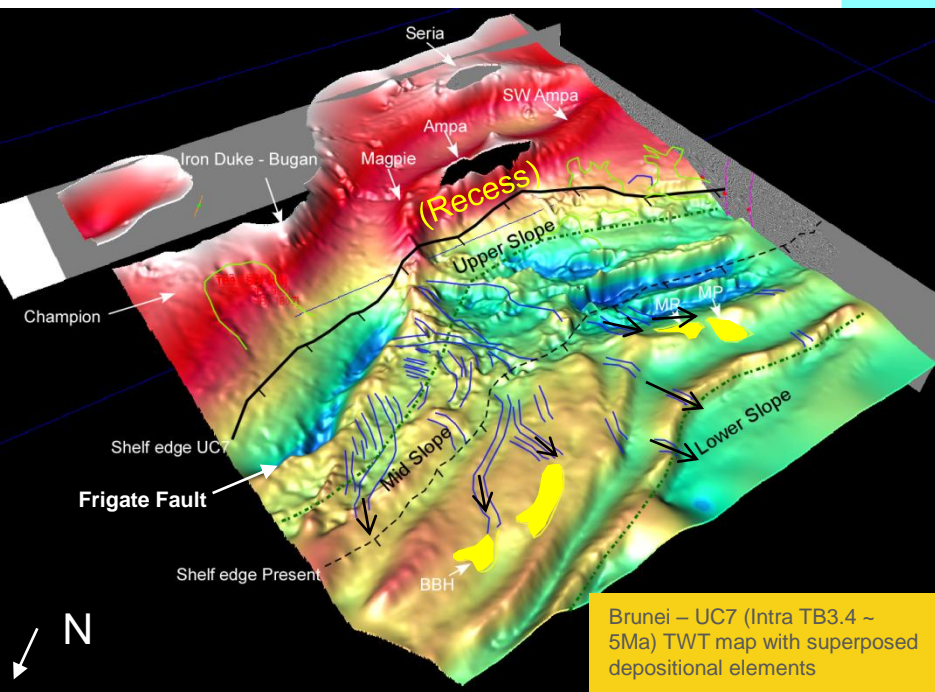 Seria
SW Ampa
Ampa
Iron Duke - Bugan
Magpie
(Recess)
Upper Slope
Champion
MP
MP
Shelf edge UC7
Mid Slope
Lower Slope
Frigate Fault
Shelf edge Present
BBH
N
Brunei – UC7 (Intra TB3.4 ~
5Ma) TWT map with superposed
depositional elements